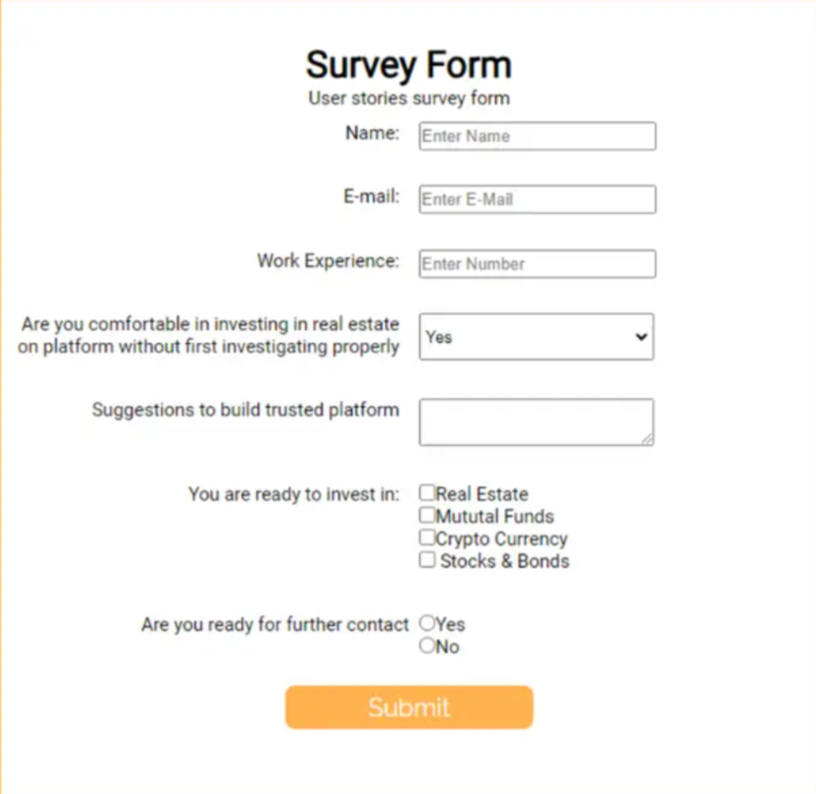 Survey Form
User stories survey form
Name: Enter Name
E-mail: Enter E-Mail
Work Experience: Enter Number
Are you comfortable in investing in real estate
on platform without first investigating properly
Yes
Suggestions to build trusted platform
You are ready to invest in: Real Estate
Mututal Funds
Crypto Currency
Stocks & Bonds
Are you ready for further contact Yes
No
Submit